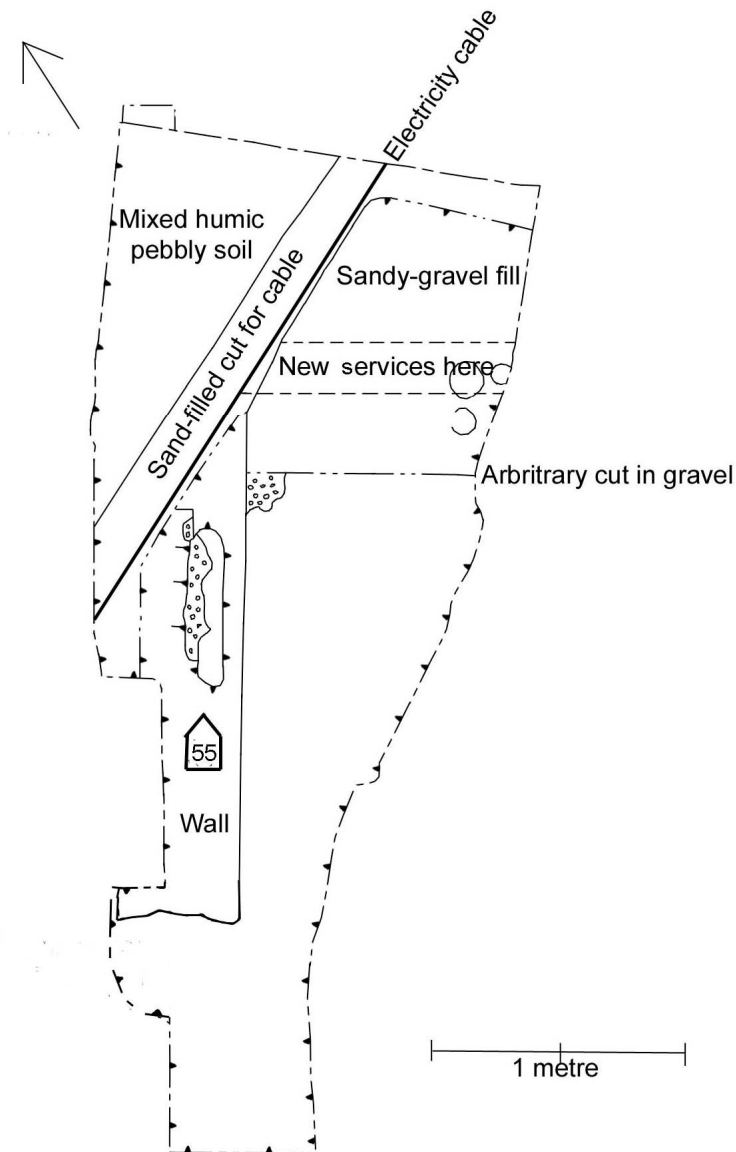 Electricity cable
Mixed humic
pebbly soil
Sand-filled cut for cable
Sandy-gravel fill
New services here
Arbritrary cut in gravel
55
Wall
1 metre